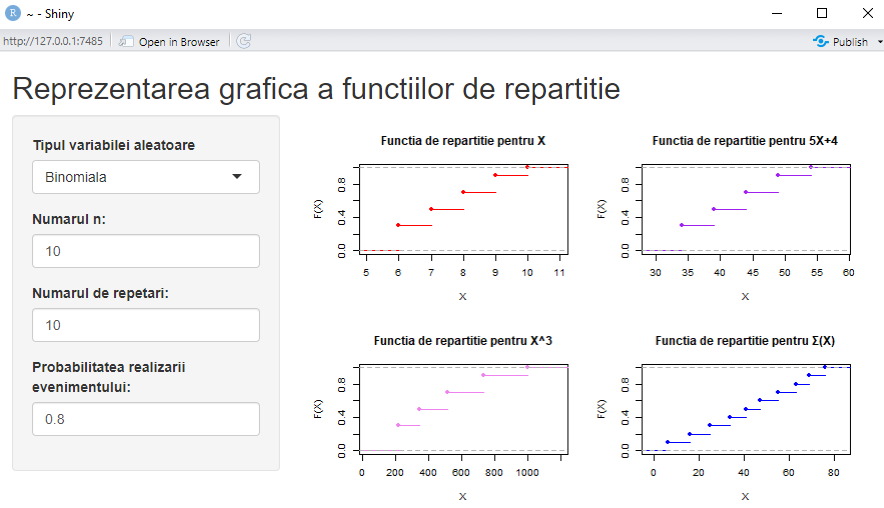 R ~ - Shiny
http://127.0.0.1:7485 Open in Browser Publish
Reprezentarea grafica a functiilor de repartitie
Tipul variabilei aleatoare
Binomiala
Numarul n:
10
Numarul de repetari:
10
Probabilitatea realizarii
evenimentului:
0.8
Functia de repartitie pentru X
F(X)
0.0 0.4 0.8
5 6 7 8 9 10 11
X
Functia de repartitie pentru 5X+4
F(X)
0.0 0.4 0.8
30 35 40 45 50 55 60
X
Functia de repartitie pentru X^3
F(X)
0.0 0.4 0.8
0 200 400 600 800 1000
X
Functia de repartitie pentru Σ(X)
F(X)
0.0 0.4 0.8
0 20 40 60 80
X